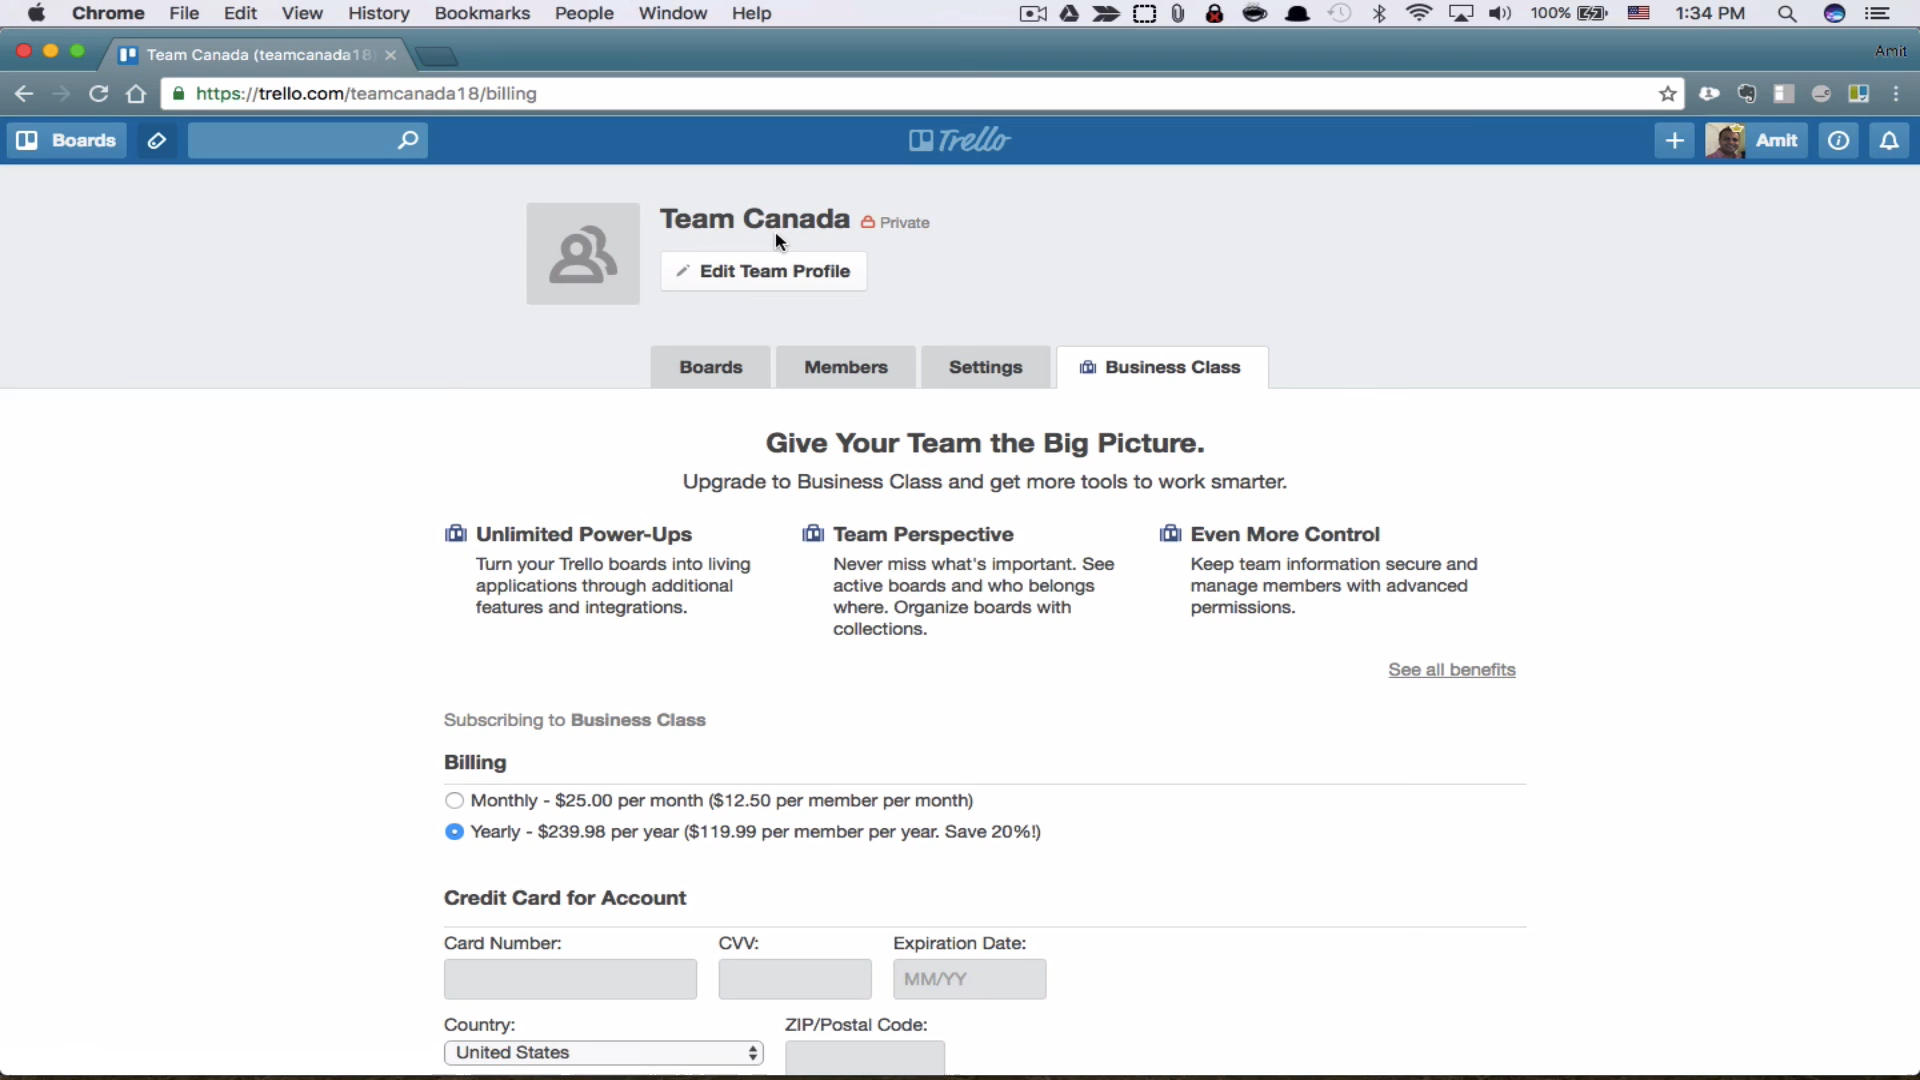 Chrome File Edit View History Bookmarks People Window Help 100% 1:34 PM
Team Canada (teamcanada18) Amit
https://trello.com/teamcanada18/billing
Boards Trello Amit
Team Canada Private
Edit Team Profile
Boards Members Settings Business Class
Give Your Team the Big Picture.
Upgrade to Business Class and get more tools to work smarter.
Unlimited Power-Ups
Turn your Trello boards into living
applications through additional
features and integrations.
Team Perspective
Never miss what's important. See
active boards and who belongs
where. Organize boards with
collections.
Even More Control
Keep team information secure and
manage members with advanced
permissions.
See all benefits
Subscribing to Business Class
Billing
Monthly - $25.00 per month ($12.50 per member per month)
Yearly - $239.98 per year ($119.99 per member per year. Save 20%!)
Credit Card for Account
Card Number: CVV: Expiration Date:
MM/YY
Country: ZIP/Postal Code:
United States